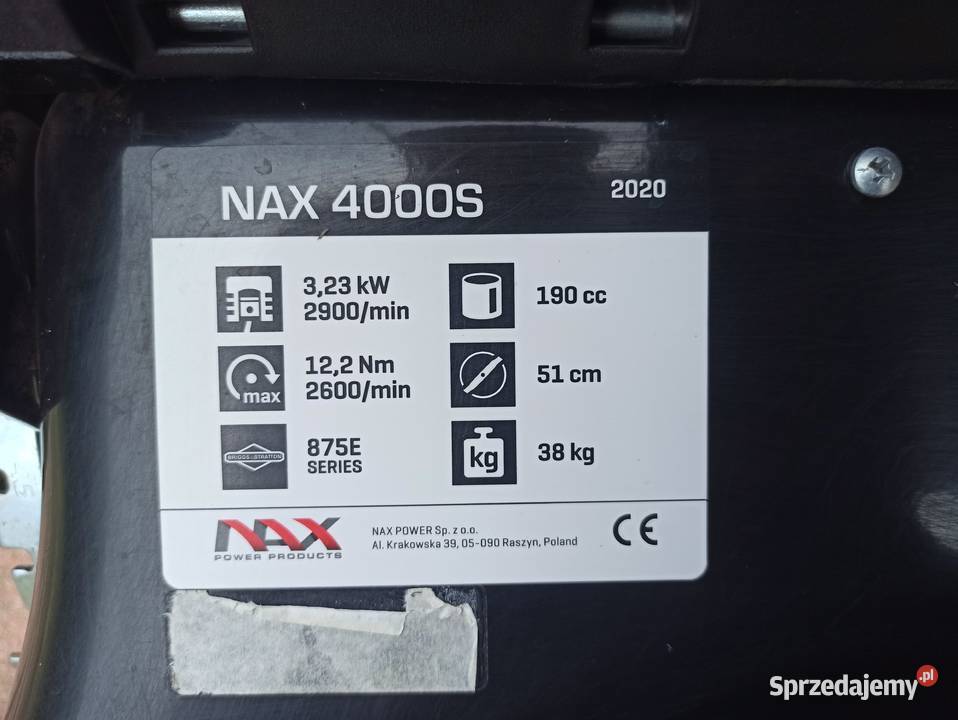 NAX 4000S
2020
3,23 kW
2900/min
190 cc
max
12,2 Nm
2600/min
51 cm
BRIGGS & STRATTON
875E
SERIES
kg
38 kg
NAX
POWER PRODUCTS
NAX POWER Sp. z o.o.
Al. Krakowska 39, 05-090 Raszyn, Poland
CE
Sprzedajemy.pl